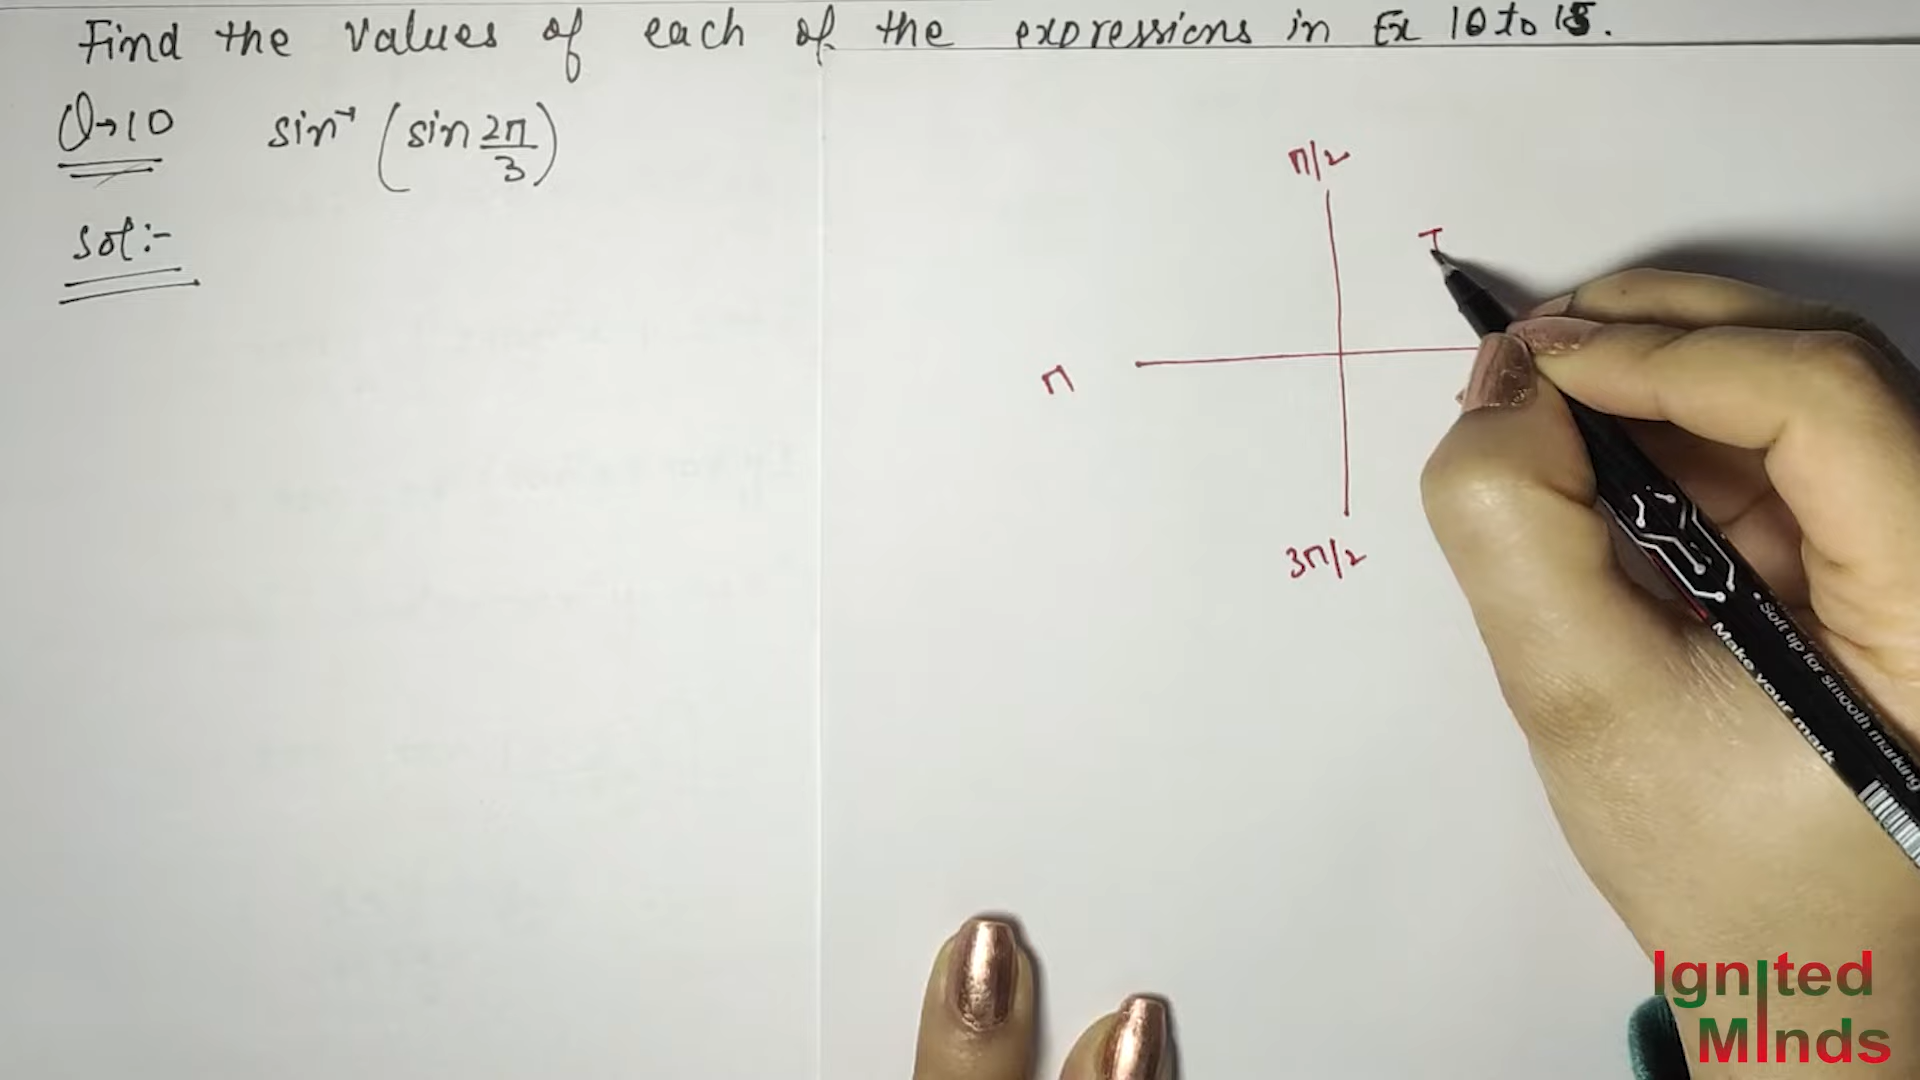 Find the values of each of the expressions in Ex 10 to 15.
Q→10 sin⁻¹ (sin 2π/3)
Sol:-
π/2
I
π
3π/2
• Soft tip for smooth marking
Make your mark
Ignited
Minds